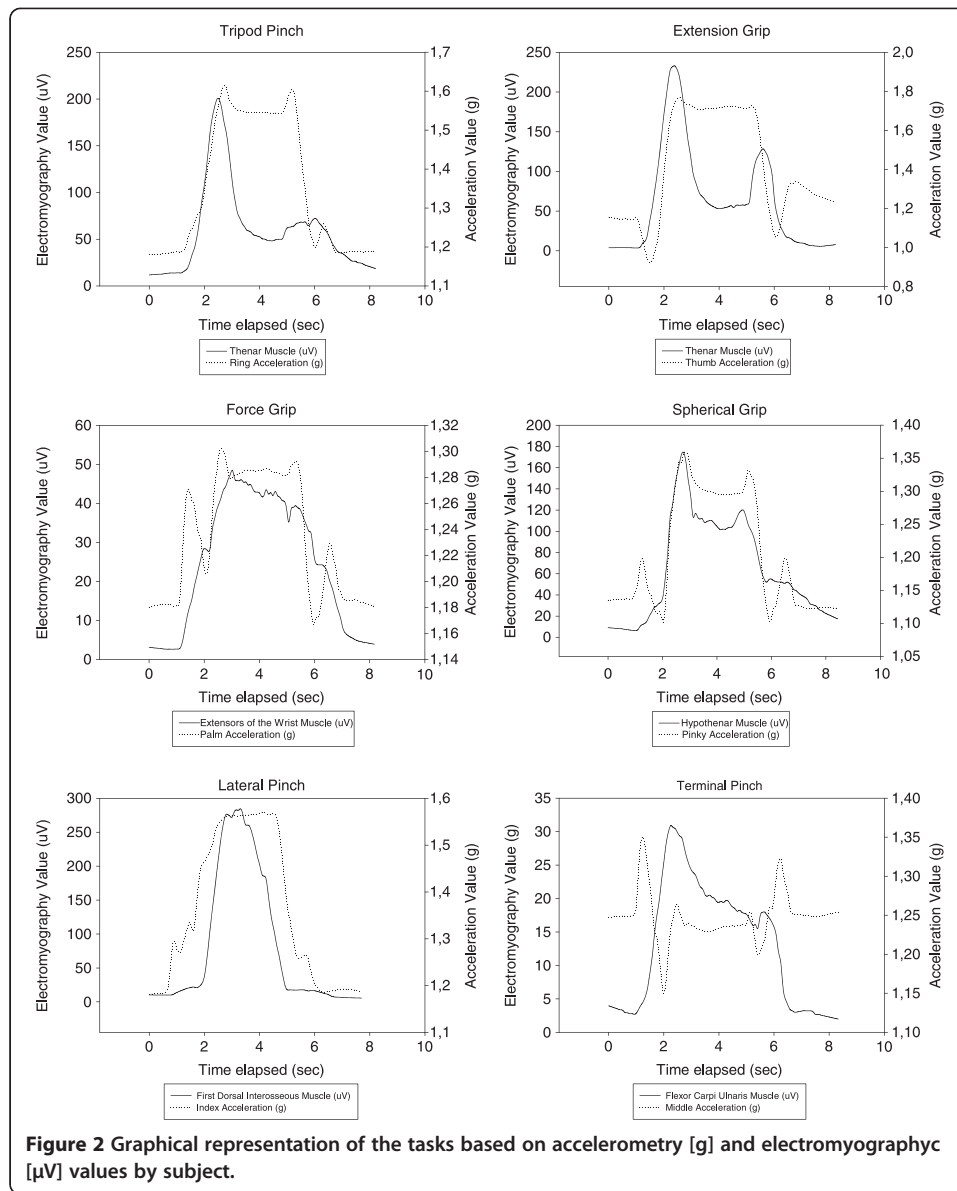 Tripod Pinch
Electromyography Value (uV)
250
200
150
100
50
0
1,7
1,6
1,5
1,4
1,3
1,2
1,1
Acceleration Value (g)
0 2 4 6 8 10
Time elapsed (sec)
Thenar Muscle (uV)
Ring Acceleration (g)
Extension Grip
Electromyography Value (uV)
250
200
150
100
50
0
2,0
1,8
1,6
1,4
1,2
1,0
0,8
Accelration Value (g)
0 2 4 6 8 10
Time elapsed (sec)
Thenar Muscle (uV)
Thumb Acceleration (g)
Force Grip
Electromyography Value (uV)
60
50
40
30
20
10
0
1,32
1,30
1,28
1,26
1,24
1,22
1,20
1,18
1,16
1,14
Acceleration Value (g)
0 2 4 6 8 10
Time elapsed (sec)
Extensors of the Wrist Muscle (uV)
Palm Acceleration (g)
Spherical Grip
Electromyography Value (uV)
200
180
160
140
120
100
80
60
40
20
0
1,40
1,35
1,30
1,25
1,20
1,15
1,10
1,05
Acceleration Value (g)
0 2 4 6 8 10
Time elapsed (sec)
Hypothenar Muscle (uV)
Pinky Acceleration (g)
Lateral Pinch
Electromyography Value (uV)
300
250
200
150
100
50
0
1,6
1,5
1,4
1,3
1,2
1,1
Acceleration Value (g)
0 2 4 6 8 10
Time elapsed (sec)
First Dorsal Interosseous Muscle (uV)
Index Acceleration (g)
Terminal Pinch
Electromyography Value (g)
35
30
25
20
15
10
5
0
1,40
1,35
1,30
1,25
1,20
1,15
1,10
Acceleration Value (g)
0 2 4 6 8 10
Time elapsed (sec)
Flexor Carpi Ulnaris Muscle (uV)
Middle Acceleration (g)
Figure 2 Graphical representation of the tasks based on accelerometry [g] and electromyographyc
[μV] values by subject.